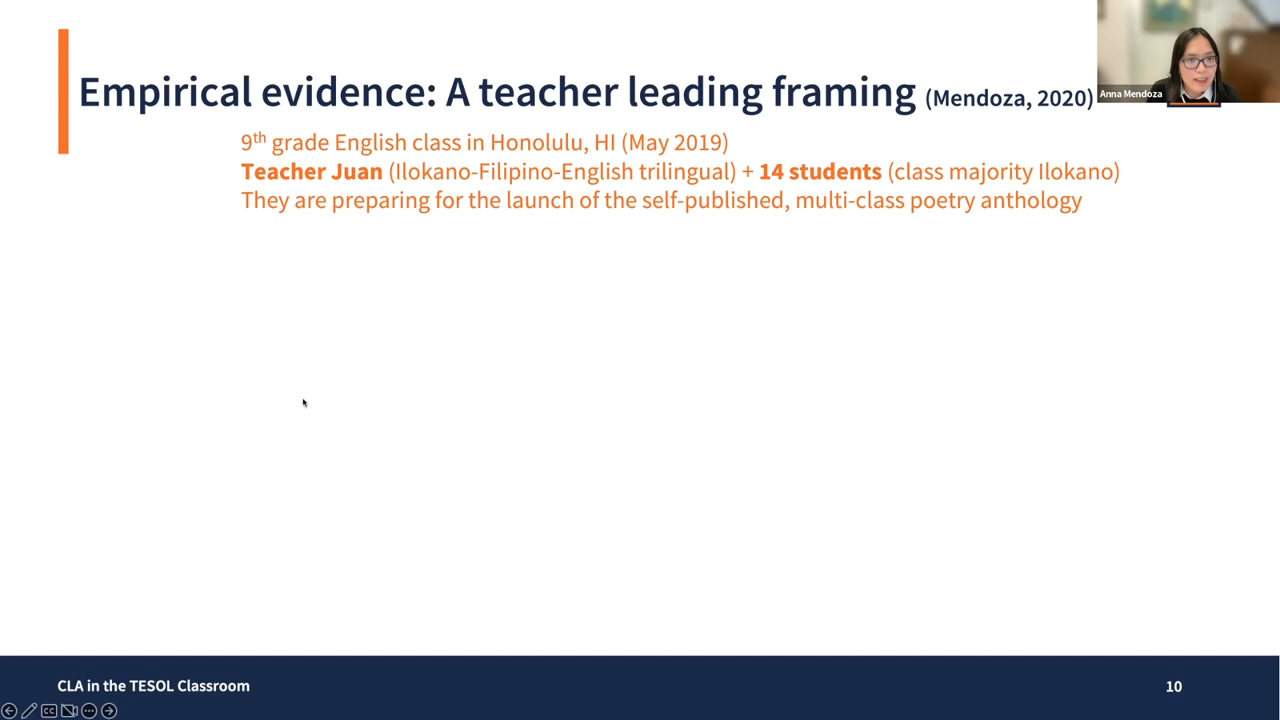 Empirical evidence: A teacher leading framing (Mendoza, 2020)
Anna Mendoza
9th grade English class in Honolulu, HI (May 2019)
Teacher Juan (Ilokano-Filipino-English trilingual) + 14 students (class majority Ilokano)
They are preparing for the launch of the self-published, multi-class poetry anthology
CLA in the TESOL Classroom
10
CC